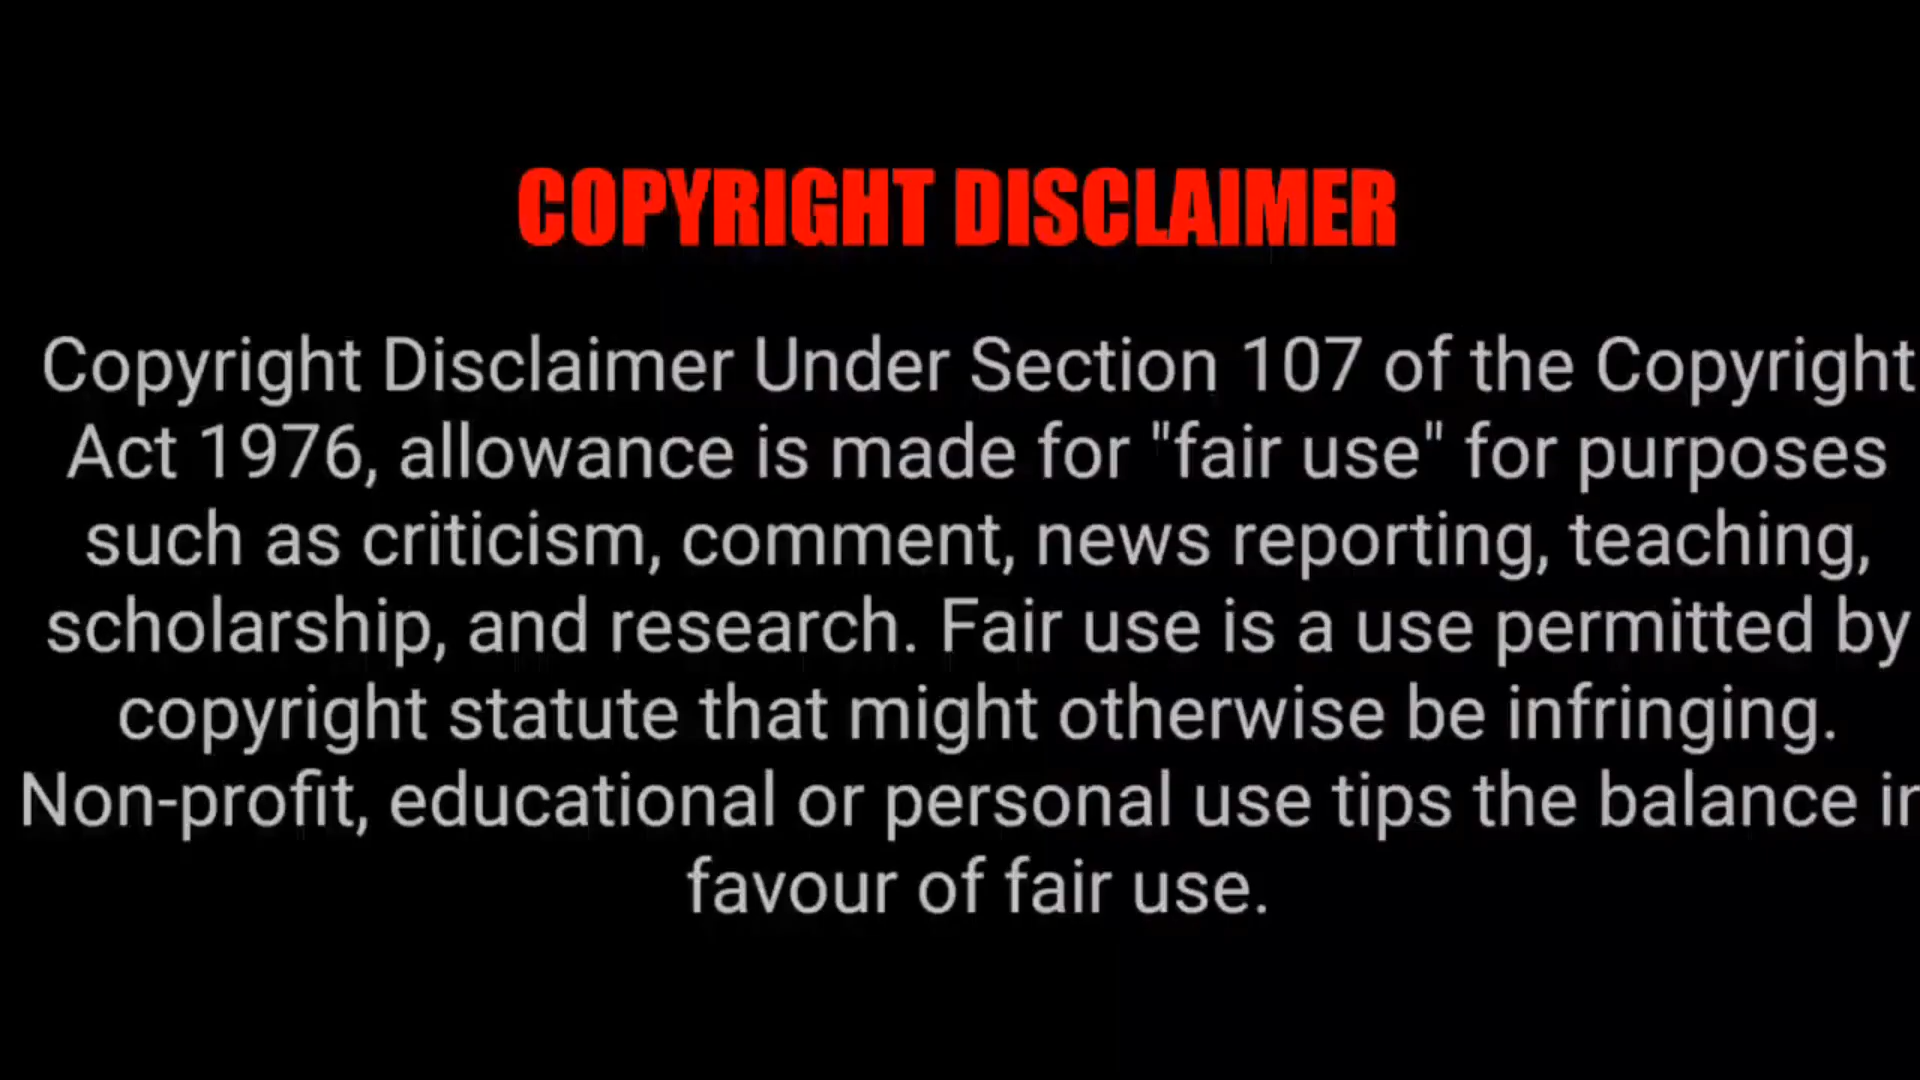 COPYRIGHT DISCLAIMER
Copyright Disclaimer Under Section 107 of the Copyright
Act 1976, allowance is made for "fair use" for purposes
such as criticism, comment, news reporting, teaching,
scholarship, and research. Fair use is a use permitted by
copyright statute that might otherwise be infringing.
Non-profit, educational or personal use tips the balance in
favour of fair use.